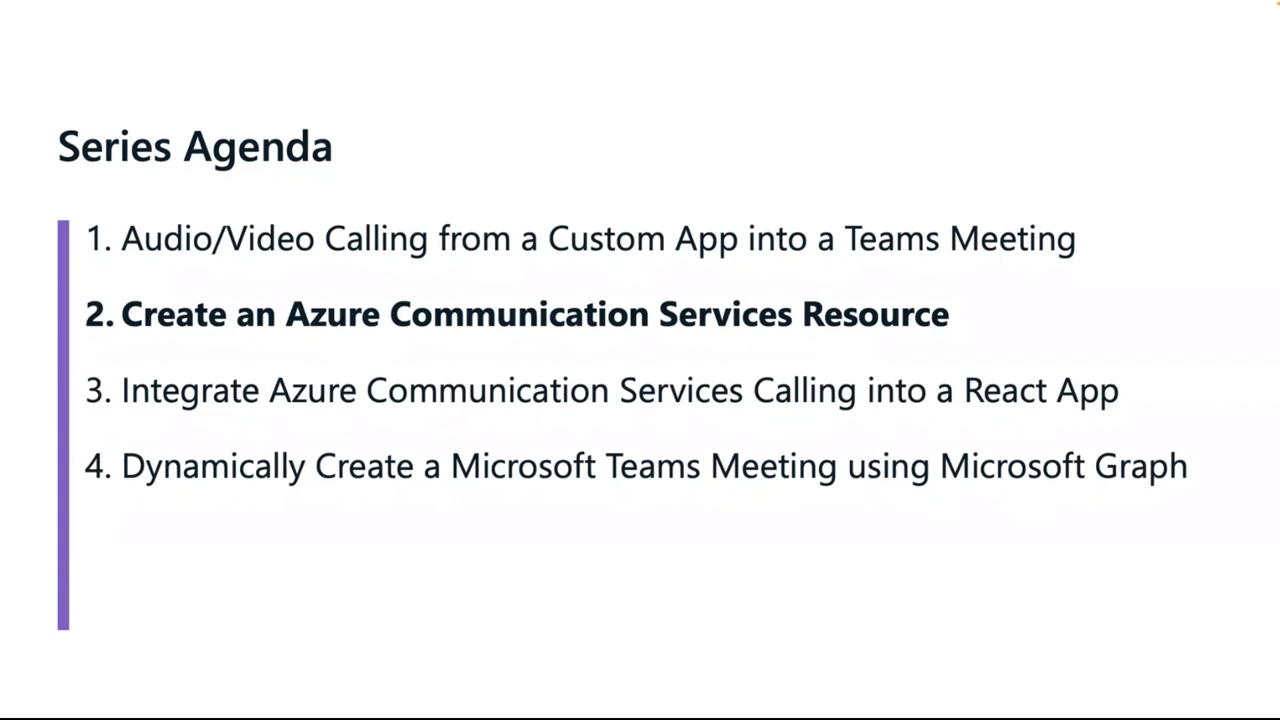 Series Agenda
1. Audio/Video Calling from a Custom App into a Teams Meeting
2. Create an Azure Communication Services Resource
3. Integrate Azure Communication Services Calling into a React App
4. Dynamically Create a Microsoft Teams Meeting using Microsoft Graph